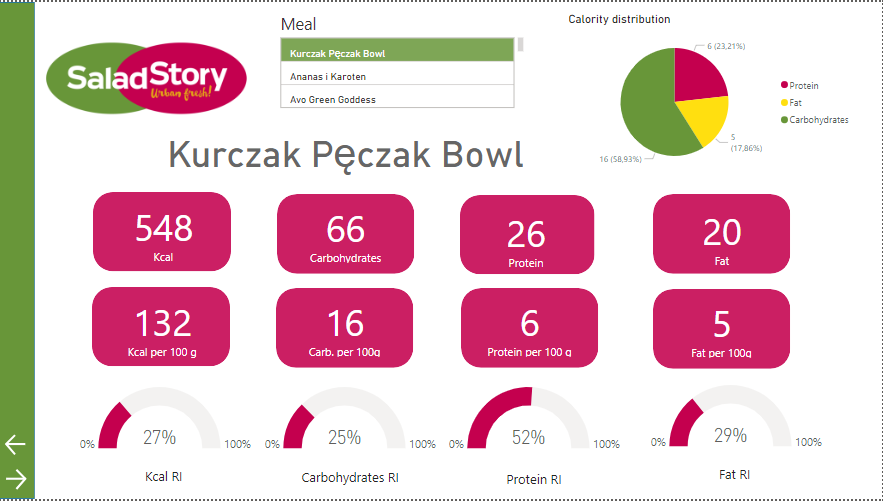 Meal
Calority distribution
Kurczak Pęczak Bowl
Ananas i Karoten
Avo Green Goddess
SaladStory
Urban fresh!
6 (23,21%)
5
(17,86%)
16 (58,93%)
Protein
Fat
Carbohydrates
Kurczak Pęczak Bowl
548
Kcal
66
Carbohydrates
26
Protein
20
Fat
132
Kcal per 100 g
16
Carb. per 100g
6
Protein per 100 g
5
Fat per 100g
0%
27%
100%
Kcal RI
0%
25%
100%
Carbohydrates RI
0%
52%
100%
Protein RI
0%
29%
100%
Fat RI